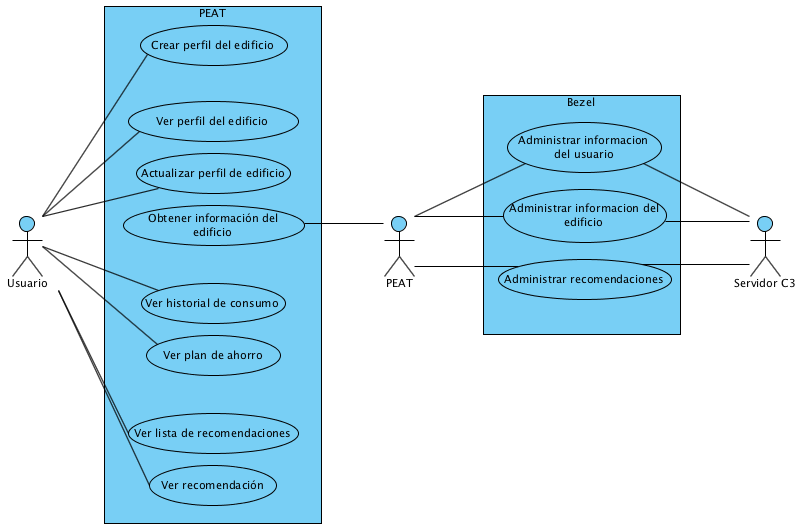 PEAT
Crear perfil del edificio
Ver perfil del edificio
Actualizar perfil de edificio
Obtener información del
edificio
Ver historial de consumo
Ver plan de ahorro
Ver lista de recomendaciones
Ver recomendación
Usuario
PEAT
Bezel
Administrar informacion
del usuario
Administrar informacion del
edificio
Administrar recomendaciones
Servidor C3